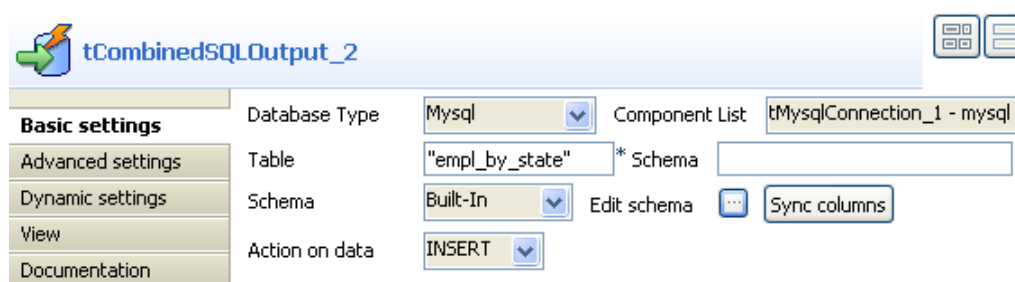 tCombinedSQLOutput_2
Basic settings
Advanced settings
Dynamic settings
View
Documentation
Database Type Mysql Component List tMysqlConnection_1 - mysql
Table "empl_by_state" * Schema
Schema Built-In Edit schema ... Sync columns
Action on data INSERT